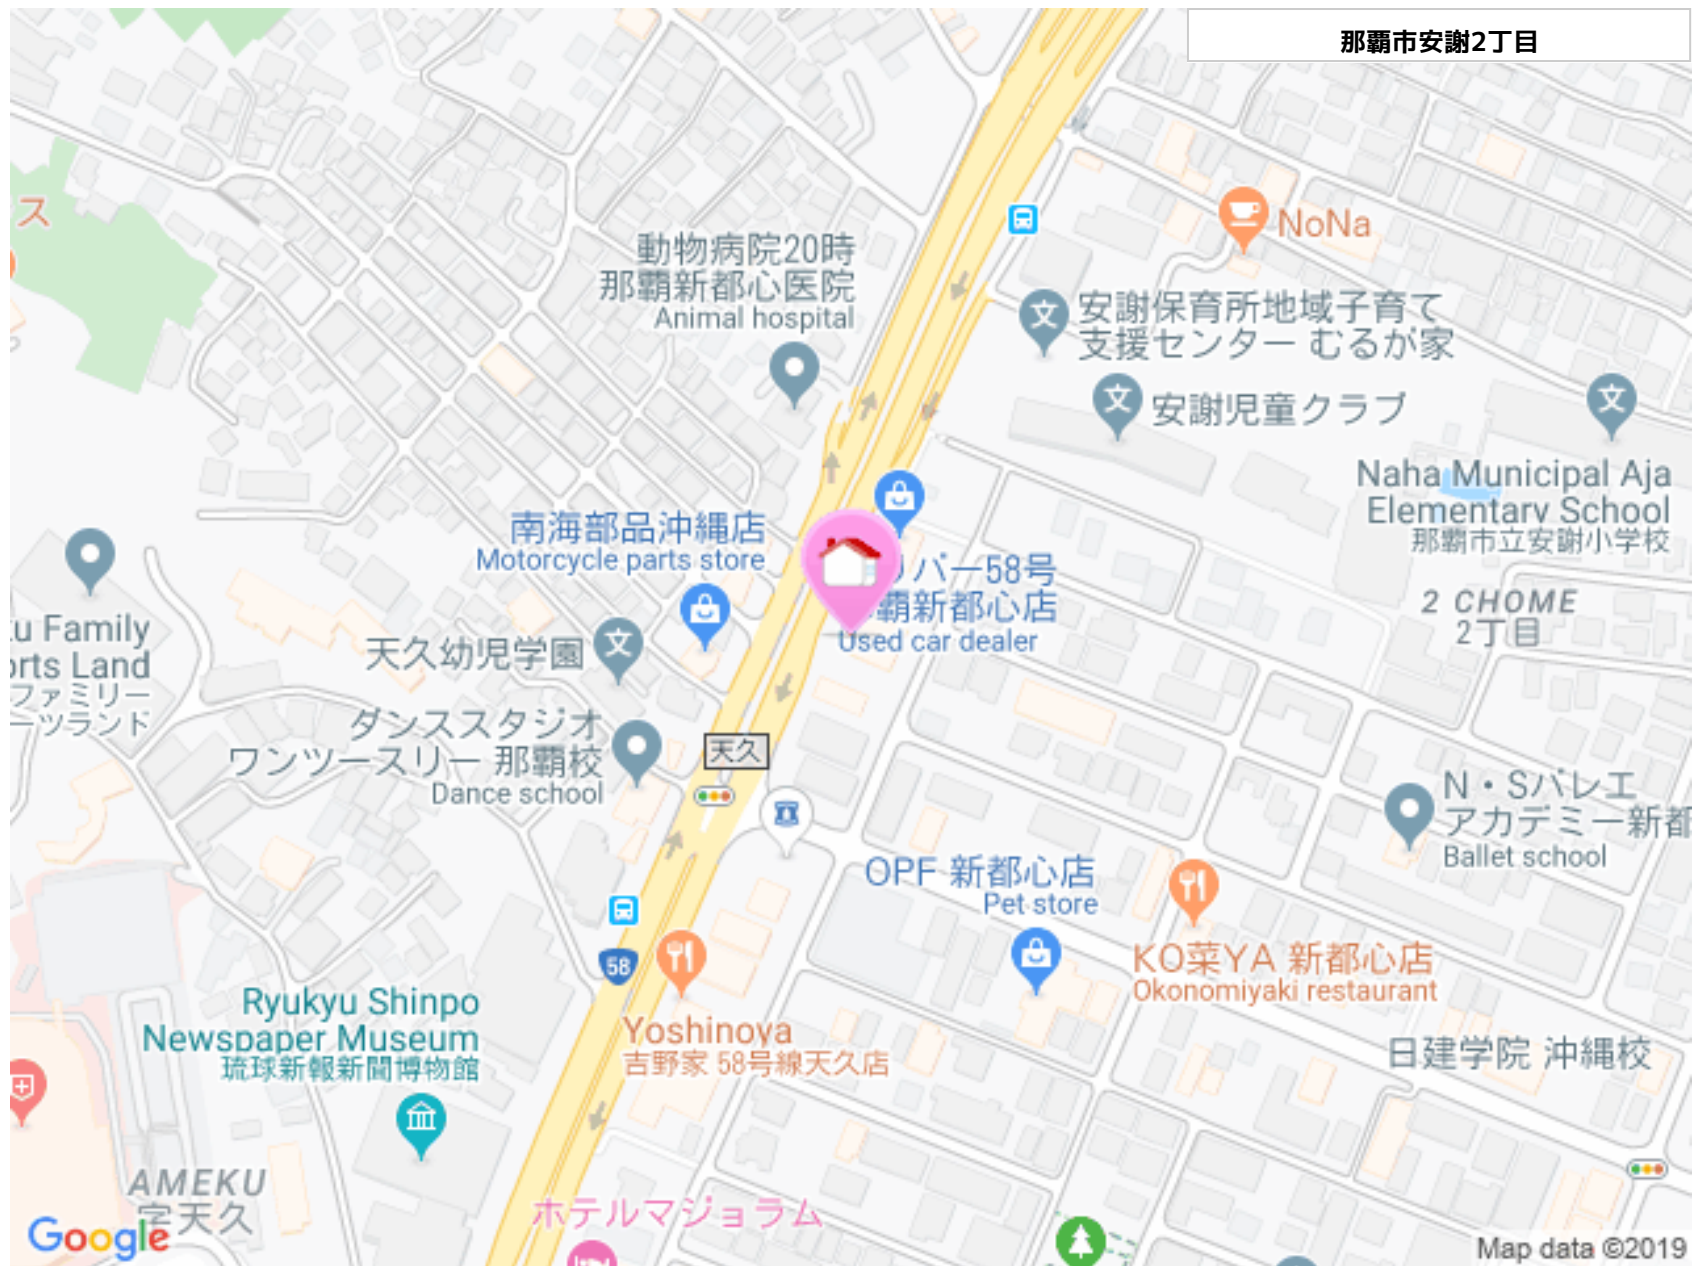 那覇市安謝2丁目
ス
NoNa
動物病院20時
那覇新都心医院
Animal hospital
安謝保育所地域子育て
支援センター むるが家
安謝児童クラブ
Naha Municipal Aja
Elementary School
那覇市立安謝小学校
南海部品沖縄店
Motorcycle parts store
リバー58号
覇新都心店
Used car dealer
2 CHOME
2丁目
u Family
orts Land
ファミリー
ーツランド
天久幼児学園
ダンススタジオ
ワンツースリー 那覇校
Dance school
天久
N・Sバレエ
アカデミー新都
Ballet school
OPF 新都心店
Pet store
KO菜YA 新都心店
Okonomiyaki restaurant
58
Ryukyu Shinpo
Newspaper Museum
琉球新報新聞博物館
Yoshinoya
吉野家 58号線天久店
日建学院 沖縄校
AMEKU
字天久
ホテルマジョラム
Google
Map data ©2019
文
文
文
文